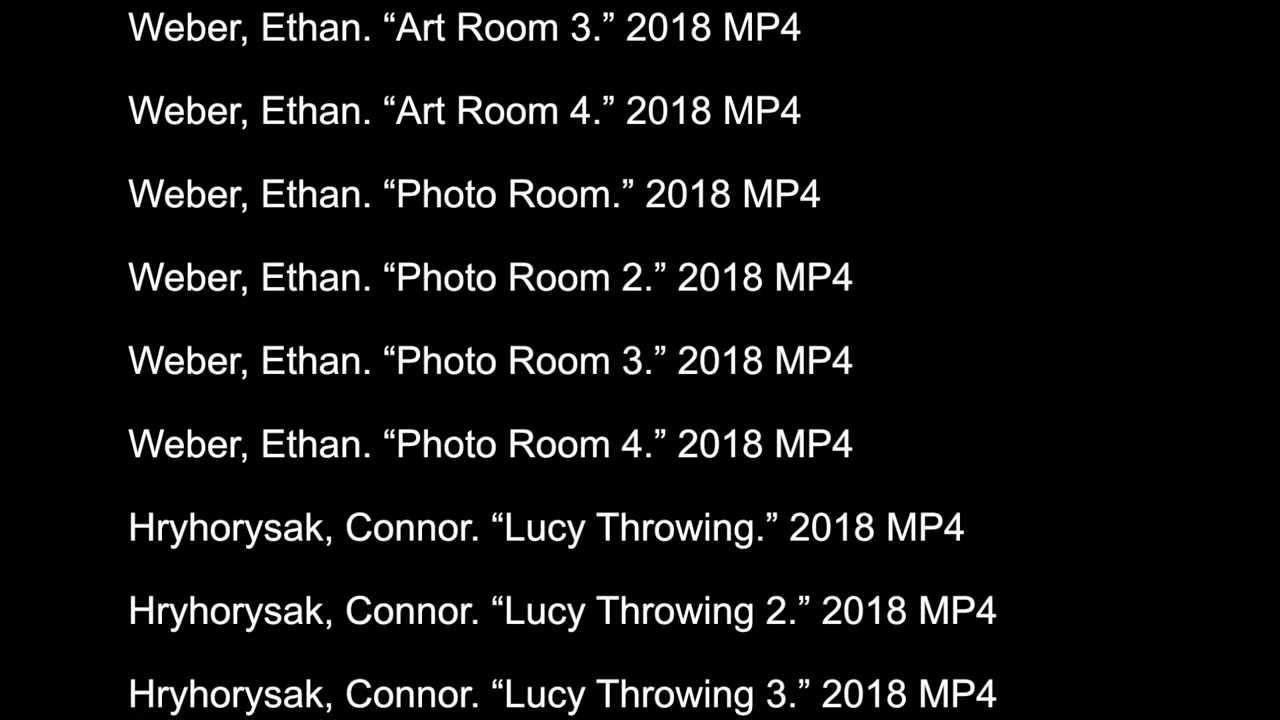 Weber, Ethan. “Art Room 3.” 2018 MP4
Weber, Ethan. “Art Room 4.” 2018 MP4
Weber, Ethan. “Photo Room.” 2018 MP4
Weber, Ethan. “Photo Room 2.” 2018 MP4
Weber, Ethan. “Photo Room 3.” 2018 MP4
Weber, Ethan. “Photo Room 4.” 2018 MP4
Hryhorysak, Connor. “Lucy Throwing.” 2018 MP4
Hryhorysak, Connor. “Lucy Throwing 2.” 2018 MP4
Hryhorysak, Connor. “Lucy Throwing 3.” 2018 MP4